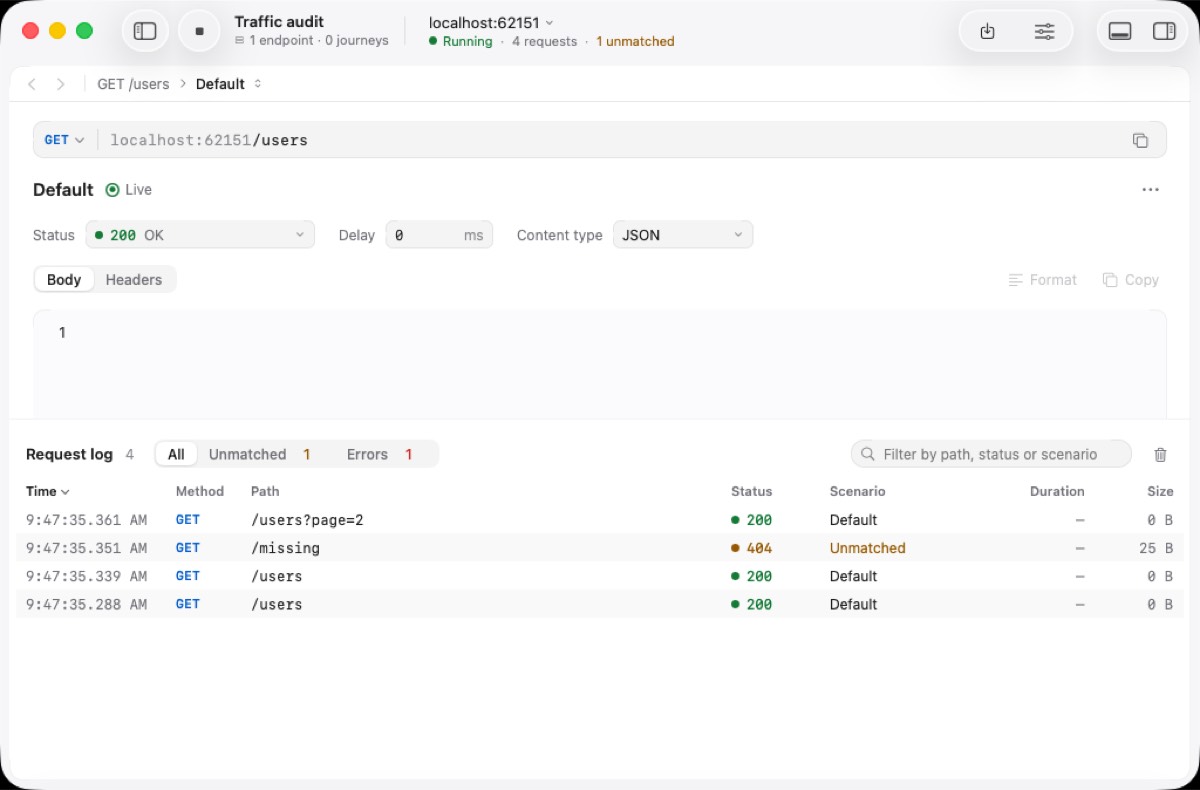 Traffic audit
1 endpoint · 0 journeys
localhost:62151
Running · 4 requests · 1 unmatched
GET /users > Default
GET localhost:62151/users
Default Live
Status 200 OK Delay 0 ms Content type JSON
Body Headers Format Copy
1
Request log 4 All Unmatched 1 Errors 1 Filter by path, status or scenario
Time Method Path Status Scenario Duration Size
9:47:35.361 AM GET /users?page=2 200 Default — 0 B
9:47:35.351 AM GET /missing 404 Unmatched — 25 B
9:47:35.339 AM GET /users 200 Default — 0 B
9:47:35.288 AM GET /users 200 Default — 0 B